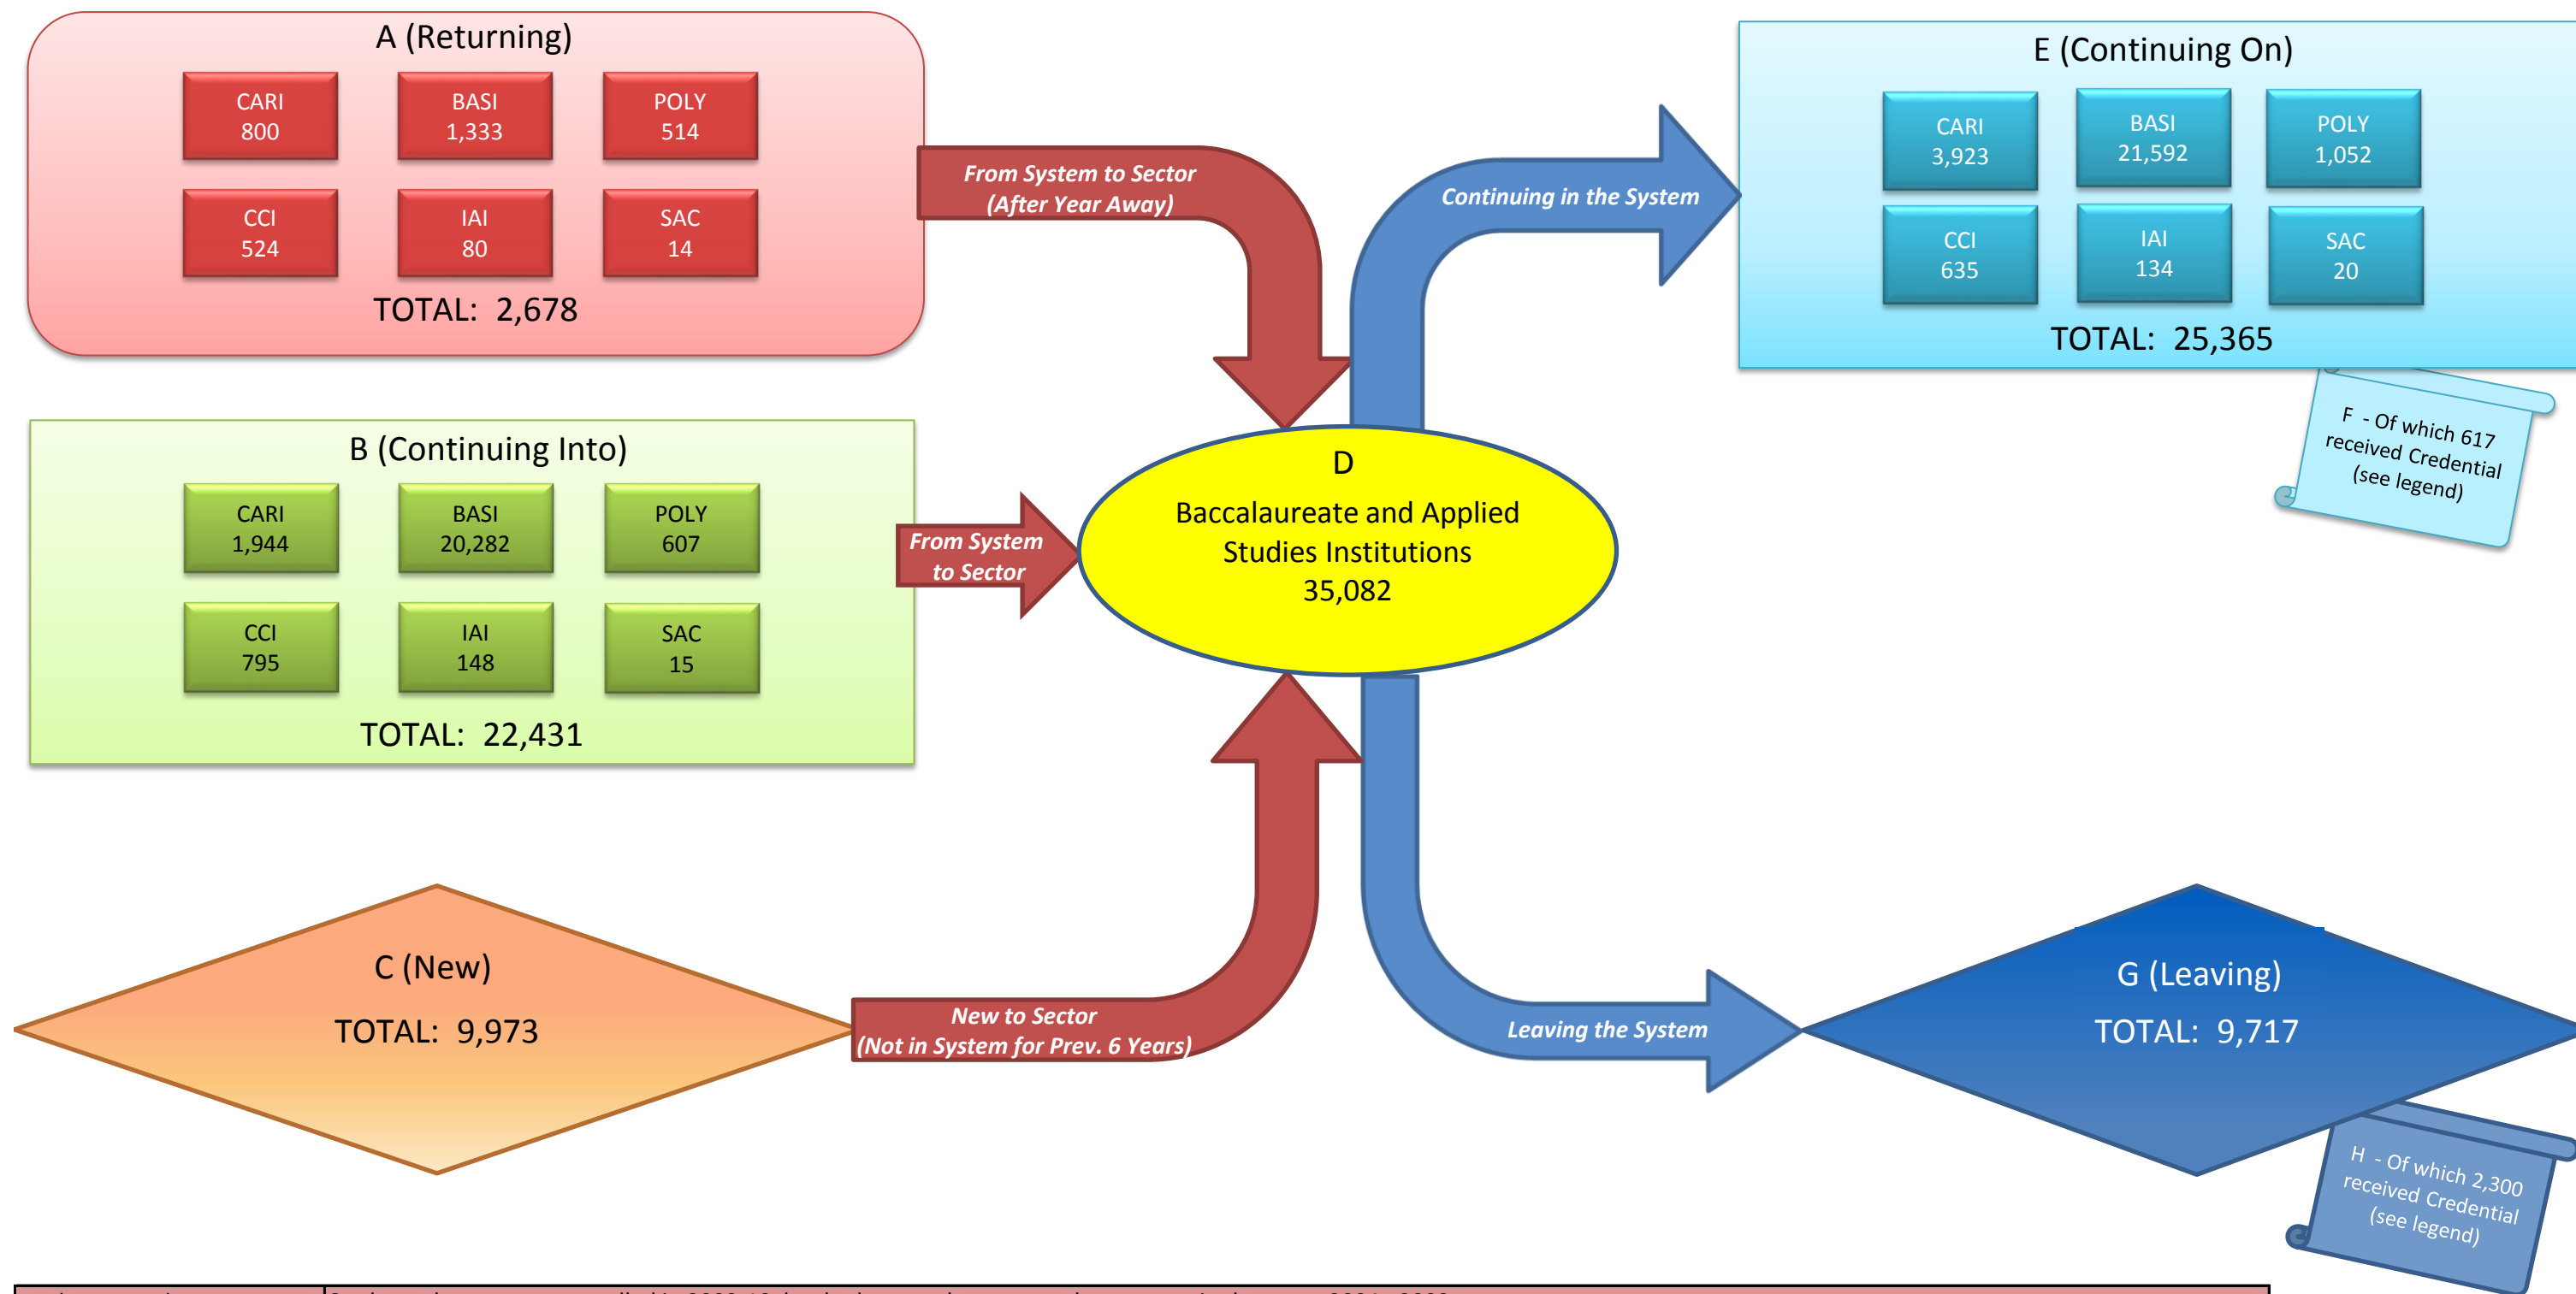 A (Returning)
CARI
800
BASI
1,333
POLY
514
CCI
524
IAI
80
SAC
14
TOTAL: 2,678
From System to Sector
(After Year Away)
Continuing in the System
E (Continuing On)
CARI
3,923
BASI
21,592
POLY
1,052
CCI
635
IAI
134
SAC
20
TOTAL: 25,365
F - Of which 617
received Credential
(see legend)
B (Continuing Into)
CARI
1,944
BASI
20,282
POLY
607
CCI
795
IAI
148
SAC
15
TOTAL: 22,431
From System
to Sector
D
Baccalaureate and Applied
Studies Institutions
35,082
C (New)
TOTAL: 9,973
New to Sector
(Not in System for Prev. 6 Years)
Leaving the System
G (Leaving)
TOTAL: 9,717
H - Of which 2,300
received Credential
(see legend)